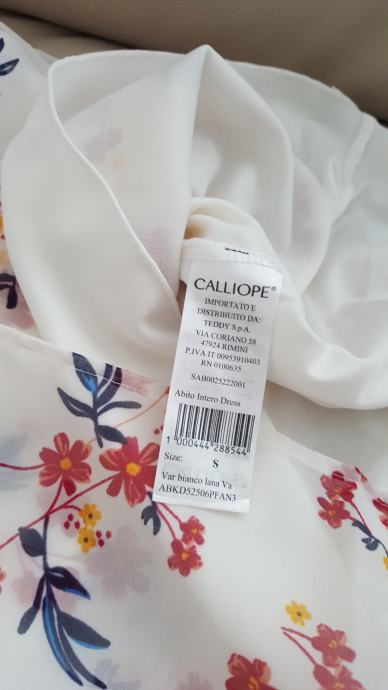 CALLIOPE®
IMPORTATO E
DISTRIBUITO DA:
TEDDY S.p.A.
VIA CORIANO 58
47924 RIMINI
P.IVA IT 00953910403
RN 0100635
SAB0025222001
Abito Intero Dress
1 000444 288544
Size: S
Var bianco lana Va
ABKD52506PFAN3